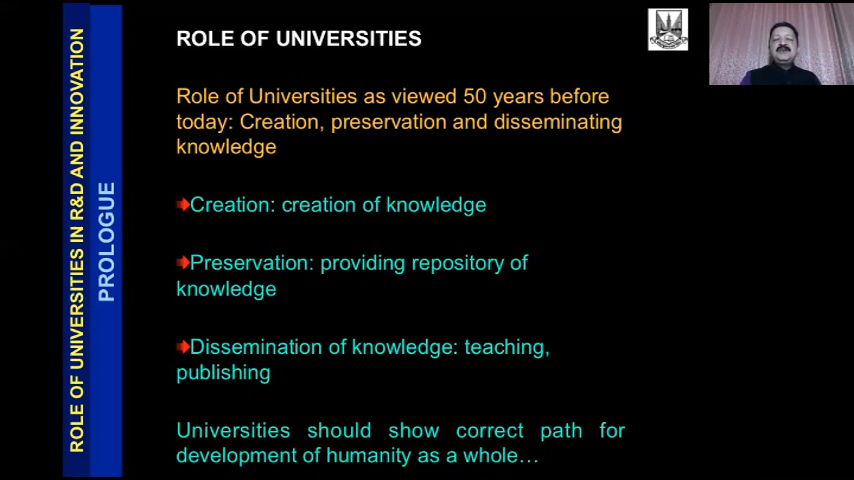 ROLE OF UNIVERSITIES IN R&D AND INNOVATION
PROLOGUE
ROLE OF UNIVERSITIES
Role of Universities as viewed 50 years before
today: Creation, preservation and disseminating
knowledge
Creation: creation of knowledge
Preservation: providing repository of
knowledge
Dissemination of knowledge: teaching,
publishing
Universities should show correct path for
development of humanity as a whole…